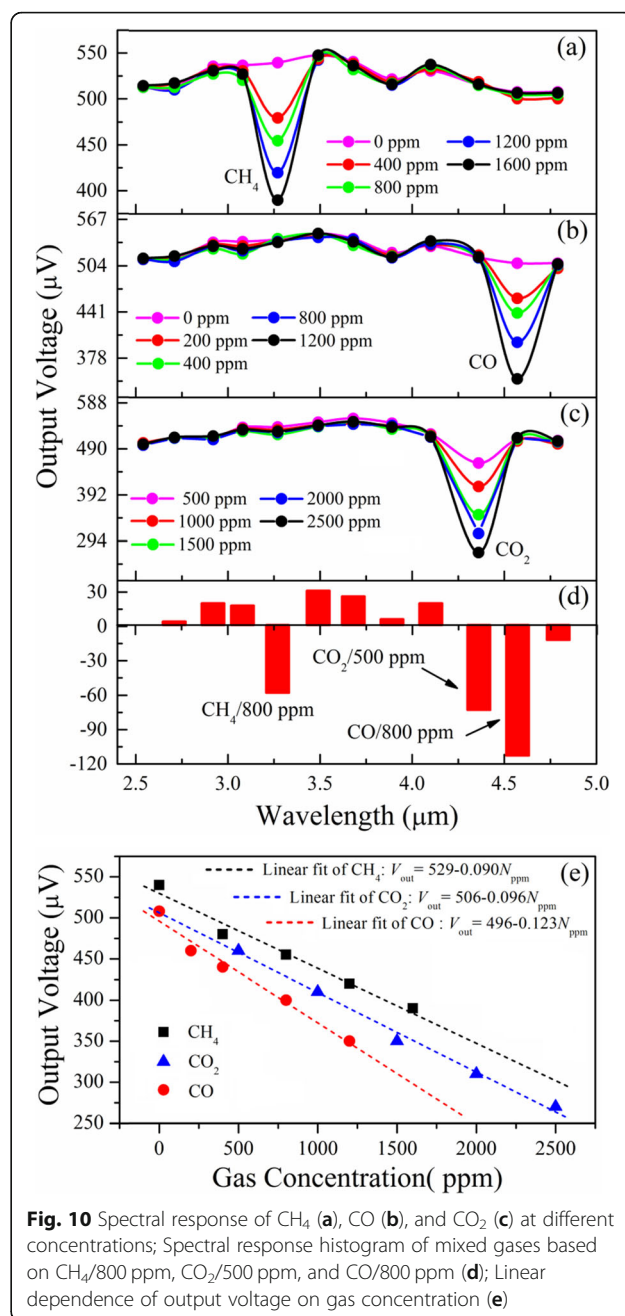 (a)
550
500
450
400
CH4
0 ppm
400 ppm
800 ppm
1200 ppm
1600 ppm
Output Voltage (μV)
(b)
567
504
441
378
0 ppm
200 ppm
400 ppm
800 ppm
1200 ppm
CO
(c)
588
490
392
294
500 ppm
1000 ppm
1500 ppm
2000 ppm
2500 ppm
CO2
(d)
30
0
-30
-60
-90
-120
CH4/800 ppm
CO2/500 ppm
CO/800 ppm
2.5 3.0 3.5 4.0 4.5 5.0
Wavelength (μm)
(e)
Output Voltage (μV)
550
500
450
400
350
300
250
Linear fit of CH4: Vout= 529-0.090Nppm
Linear fit of CO2: Vout= 506-0.096Nppm
Linear fit of CO : Vout= 496-0.123Nppm
CH4
CO2
CO
0 500 1000 1500 2000 2500
Gas Concentration( ppm)
Fig. 10 Spectral response of CH4 (a), CO (b), and CO2 (c) at different
concentrations; Spectral response histogram of mixed gases based
on CH4/800 ppm, CO2/500 ppm, and CO/800 ppm (d); Linear
dependence of output voltage on gas concentration (e)